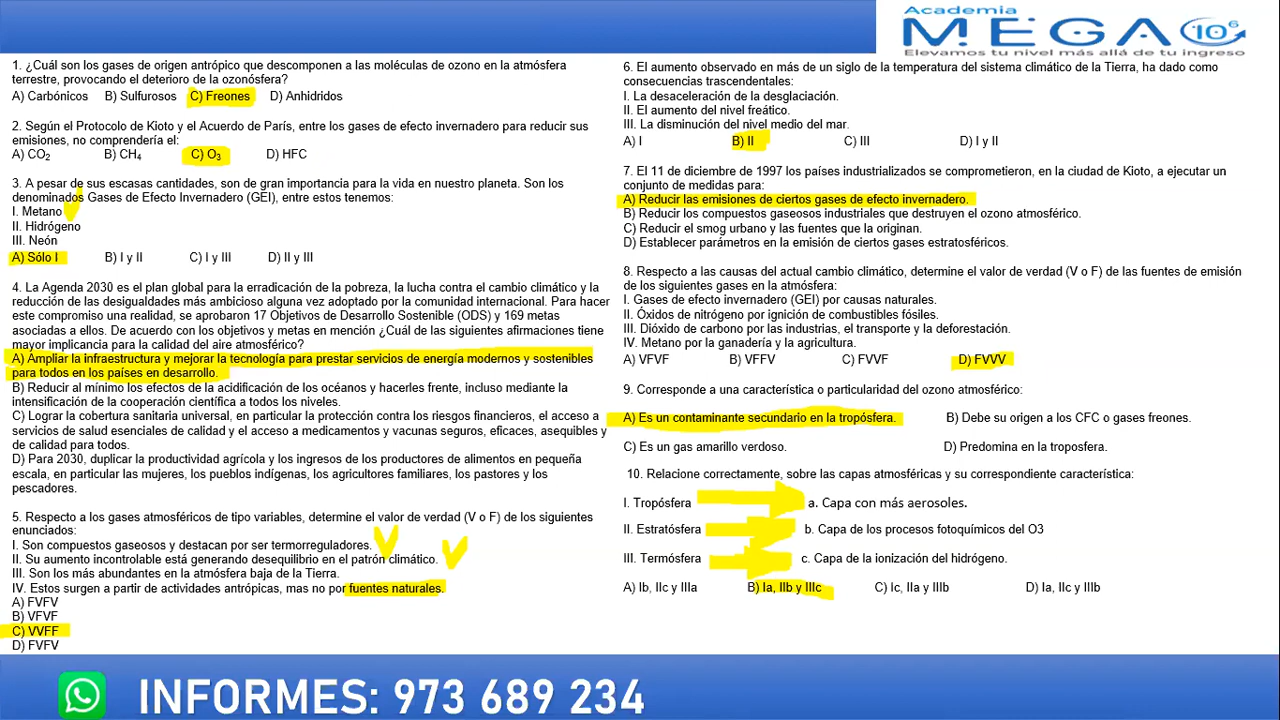 Academia
MEGA 10⁶
Elevamos tu nivel más allá de tu ingreso
1. ¿Cuál son los gases de origen antrópico que descomponen a las moléculas de ozono en la atmósfera
terrestre, provocando el deterioro de la ozonósfera?
A) Carbónicos B) Sulfurosos C) Freones D) Anhidridos
2. Según el Protocolo de Kioto y el Acuerdo de París, entre los gases de efecto invernadero para reducir sus
emisiones, no comprendería el:
A) CO₂ B) CH₄ C) O₃ D) HFC
3. A pesar de sus escasas cantidades, son de gran importancia para la vida en nuestro planeta. Son los
denominados Gases de Efecto Invernadero (GEI), entre estos tenemos:
I. Metano
II. Hidrógeno
III. Neón
A) Sólo I B) I y II C) I y III D) II y III
4. La Agenda 2030 es el plan global para la erradicación de la pobreza, la lucha contra el cambio climático y la
reducción de las desigualdades más ambicioso alguna vez adoptado por la comunidad internacional. Para hacer
este compromiso una realidad, se aprobaron 17 Objetivos de Desarrollo Sostenible (ODS) y 169 metas
asociadas a ellos. De acuerdo con los objetivos y metas en mención ¿Cuál de las siguientes afirmaciones tiene
mayor implicancia para la calidad del aire atmosférico?
A) Ampliar la infraestructura y mejorar la tecnología para prestar servicios de energía modernos y sostenibles
para todos en los países en desarrollo.
B) Reducir al mínimo los efectos de la acidificación de los océanos y hacerles frente, incluso mediante la
intensificación de la cooperación científica a todos los niveles.
C) Lograr la cobertura sanitaria universal, en particular la protección contra los riesgos financieros, el acceso a
servicios de salud esenciales de calidad y el acceso a medicamentos y vacunas seguros, eficaces, asequibles y
de calidad para todos.
D) Para 2030, duplicar la productividad agrícola y los ingresos de los productores de alimentos en pequeña
escala, en particular las mujeres, los pueblos indígenas, los agricultores familiares, los pastores y los
pescadores.
5. Respecto a los gases atmosféricos de tipo variables, determine el valor de verdad (V o F) de los siguientes
enunciados:
I. Son compuestos gaseosos y destacan por ser termorreguladores.
II. Su aumento incontrolable está generando desequilibrio en el patrón climático.
III. Son los más abundantes en la atmósfera baja de la Tierra.
IV. Estos surgen a partir de actividades antrópicas, mas no por fuentes naturales.
A) FVFV
B) VFVF
C) VVFF
D) FVFV
6. El aumento observado en más de un siglo de la temperatura del sistema climático de la Tierra, ha dado como
consecuencias trascendentales:
I. La desaceleración de la desglaciación.
II. El aumento del nivel freático.
III. La disminución del nivel medio del mar.
A) I B) II C) III D) I y II
7. El 11 de diciembre de 1997 los países industrializados se comprometieron, en la ciudad de Kioto, a ejecutar un
conjunto de medidas para:
A) Reducir las emisiones de ciertos gases de efecto invernadero.
B) Reducir los compuestos gaseosos industriales que destruyen el ozono atmosférico.
C) Reducir el smog urbano y las fuentes que la originan.
D) Establecer parámetros en la emisión de ciertos gases estratosféricos.
8. Respecto a las causas del actual cambio climático, determine el valor de verdad (V o F) de las fuentes de emisión
de los siguientes gases en la atmósfera:
I. Gases de efecto invernadero (GEI) por causas naturales.
II. Óxidos de nitrógeno por ignición de combustibles fósiles.
III. Dióxido de carbono por las industrias, el transporte y la deforestación.
IV. Metano por la ganadería y la agricultura.
A) VFVF B) VFFV C) FVVF D) FVVV
9. Corresponde a una característica o particularidad del ozono atmosférico:
A) Es un contaminante secundario en la tropósfera. B) Debe su origen a los CFC o gases freones.
C) Es un gas amarillo verdoso. D) Predomina en la troposfera.
10. Relacione correctamente, sobre las capas atmosféricas y su correspondiente característica:
I. Tropósfera a. Capa con más aerosoles.
II. Estratósfera b. Capa de los procesos fotoquímicos del O3
III. Termósfera c. Capa de la ionización del hidrógeno.
A) Ib, IIc y IIIa B) Ia, IIb y IIIc C) Ic, IIa y IIIb D) Ia, IIc y IIIb
INFORMES: 973 689 234